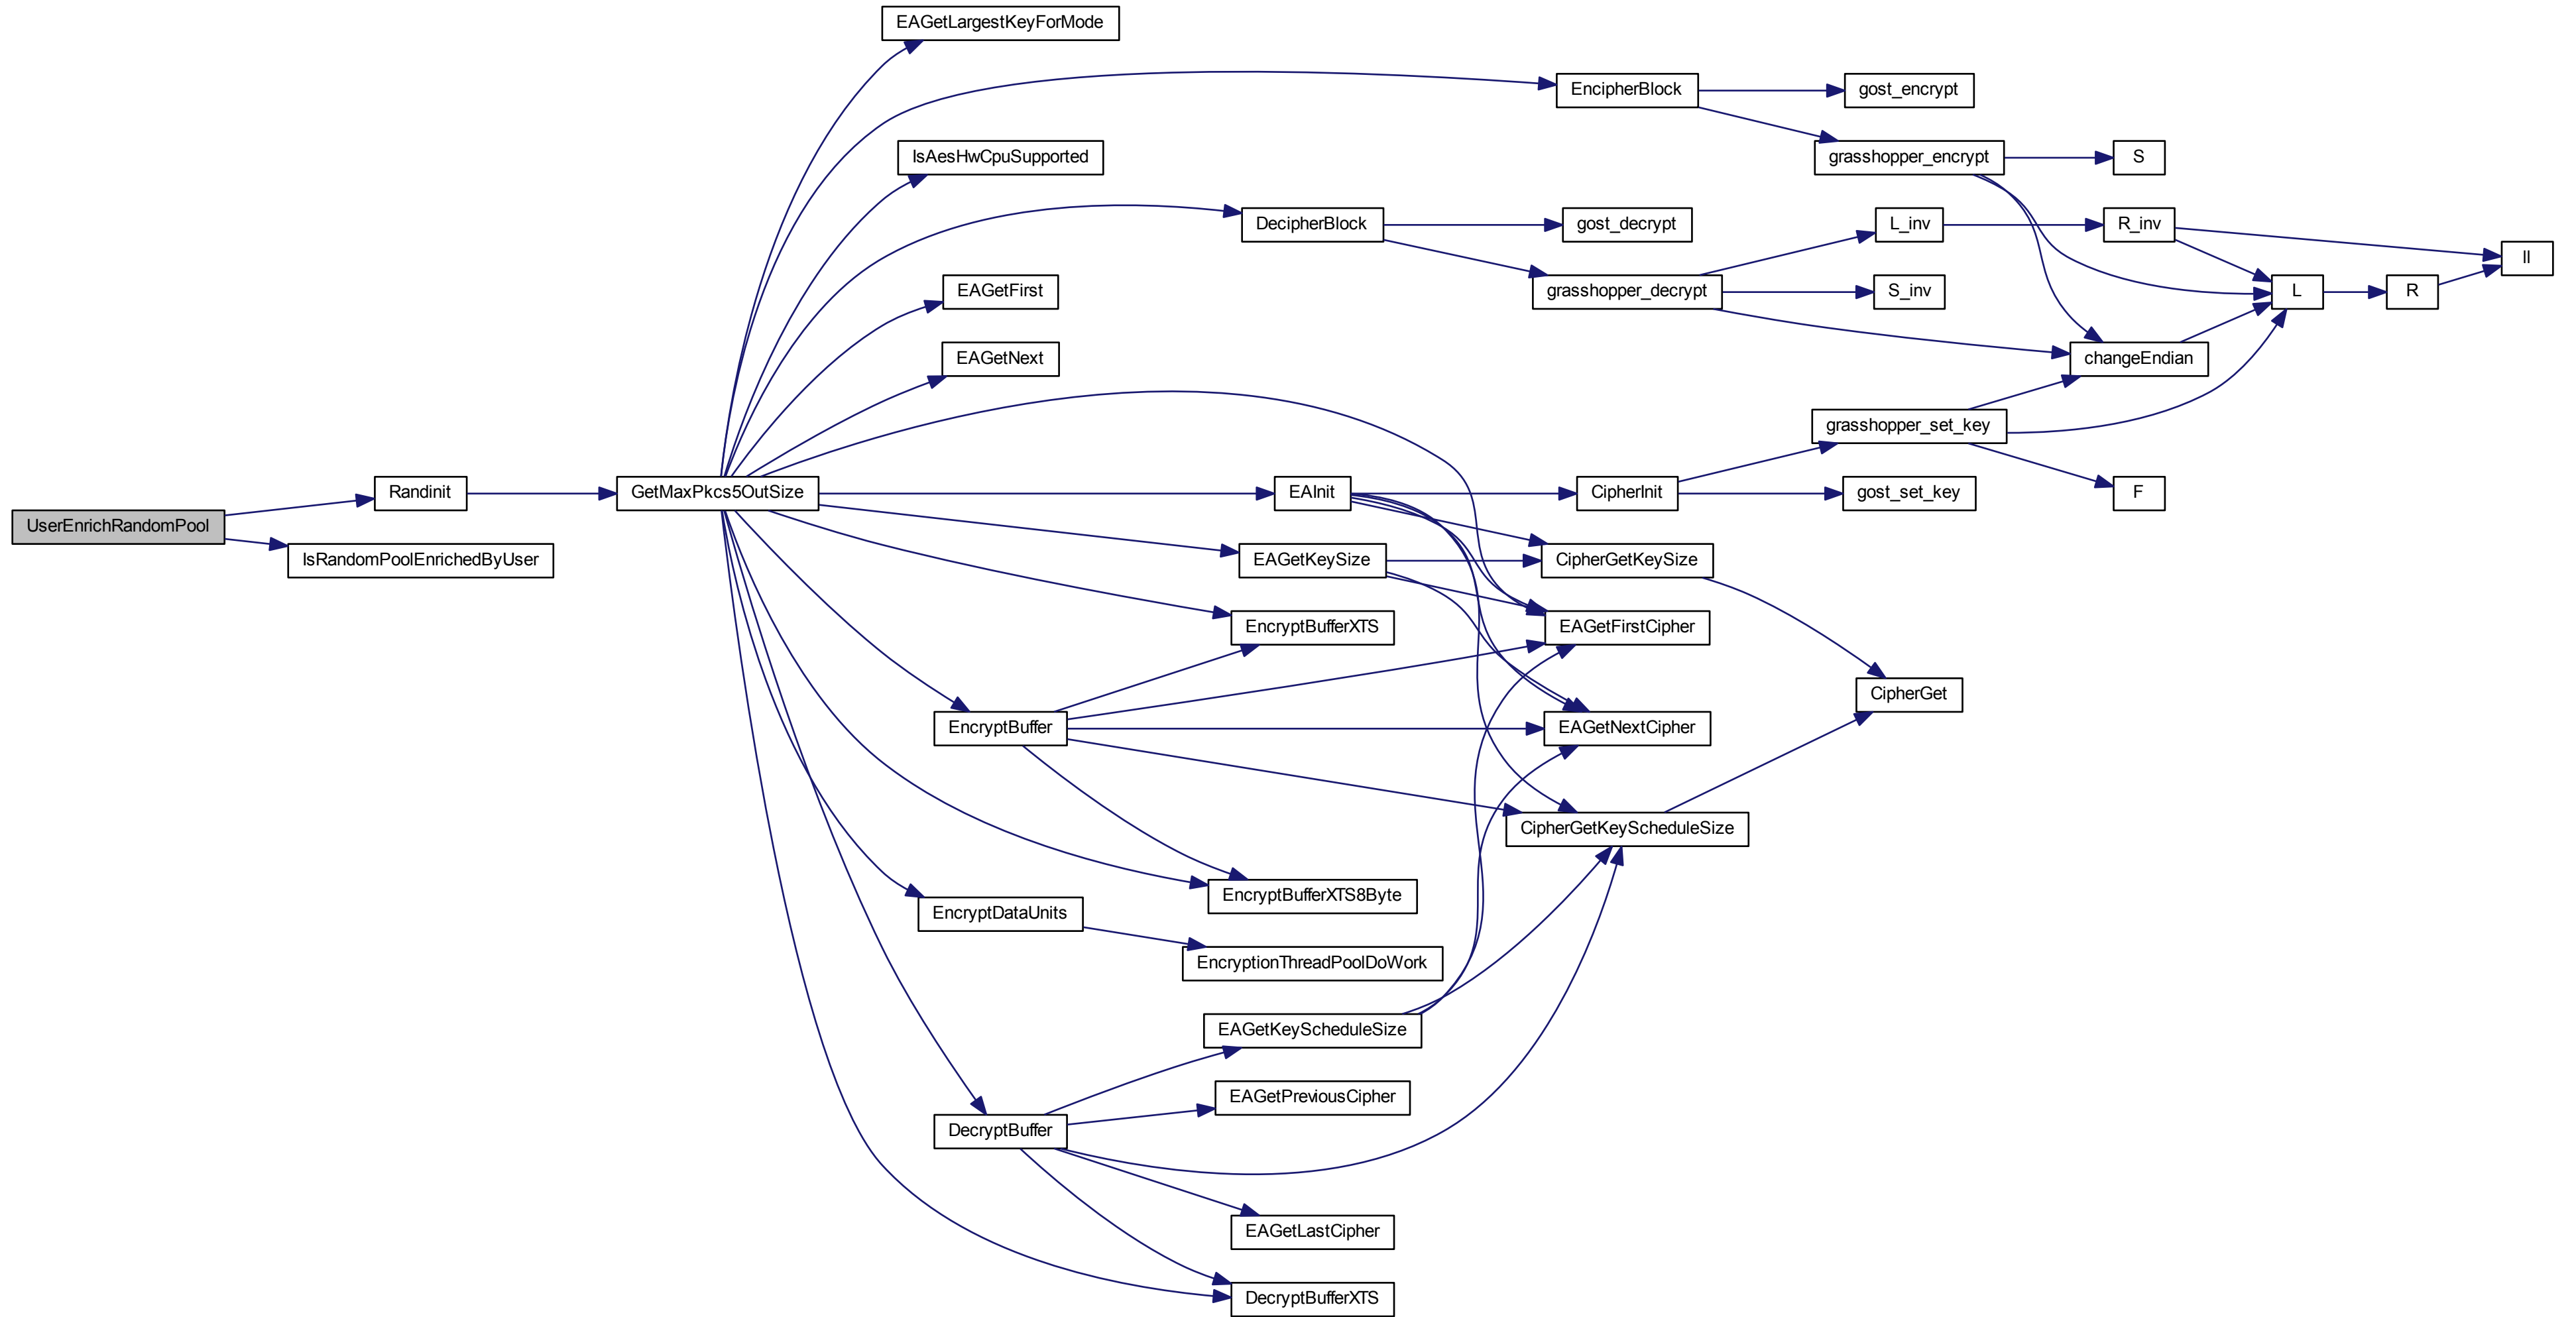 EAGetLargestKeyForMode
EncipherBlock
gost_encrypt
IsAesHwCpuSupported
grasshopper_encrypt
S
DecipherBlock
gost_decrypt
L_inv
R_inv
ll
EAGetFirst
grasshopper_decrypt
S_inv
L
R
EAGetNext
changeEndian
grasshopper_set_key
Randinit
GetMaxPkcs5OutSize
EAInit
CipherInit
gost_set_key
F
UserEnrichRandomPool
IsRandomPoolEnrichedByUser
EAGetKeySize
CipherGetKeySize
EncryptBufferXTS
EAGetFirstCipher
CipherGet
EncryptBuffer
EAGetNextCipher
CipherGetKeyScheduleSize
EncryptBufferXTS8Byte
EncryptDataUnits
EncryptionThreadPoolDoWork
EAGetKeyScheduleSize
EAGetPreviousCipher
DecryptBuffer
EAGetLastCipher
DecryptBufferXTS